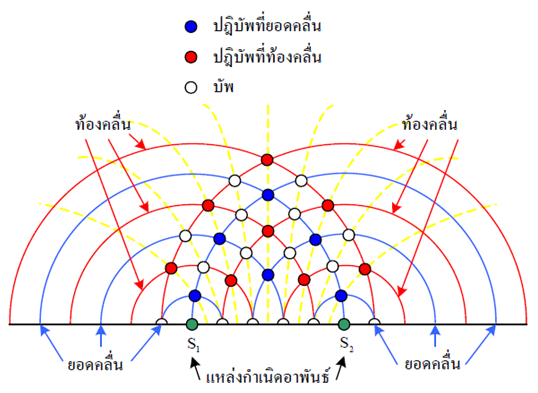 ปฎิบัพที่ยอดคลื่น
ปฎิบัพที่ท้องคลื่น
บัพ
ท้องคลื่น
ท้องคลื่น
S1
S2
ยอดคลื่น
แหล่งกำเนิดอาพันธ์
ยอดคลื่น